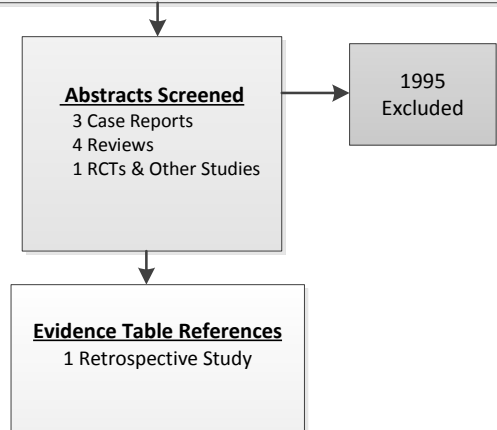 Abstracts Screened
3 Case Reports
4 Reviews
1 RCTs & Other Studies
1995
Excluded
Evidence Table References
1 Retrospective Study